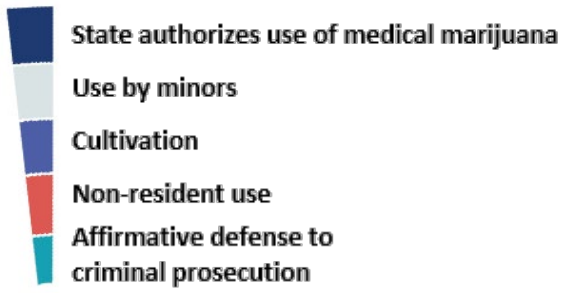 State authorizes use of medical marijuana
Use by minors
Cultivation
Non-resident use
Affirmative defense to
criminal prosecution